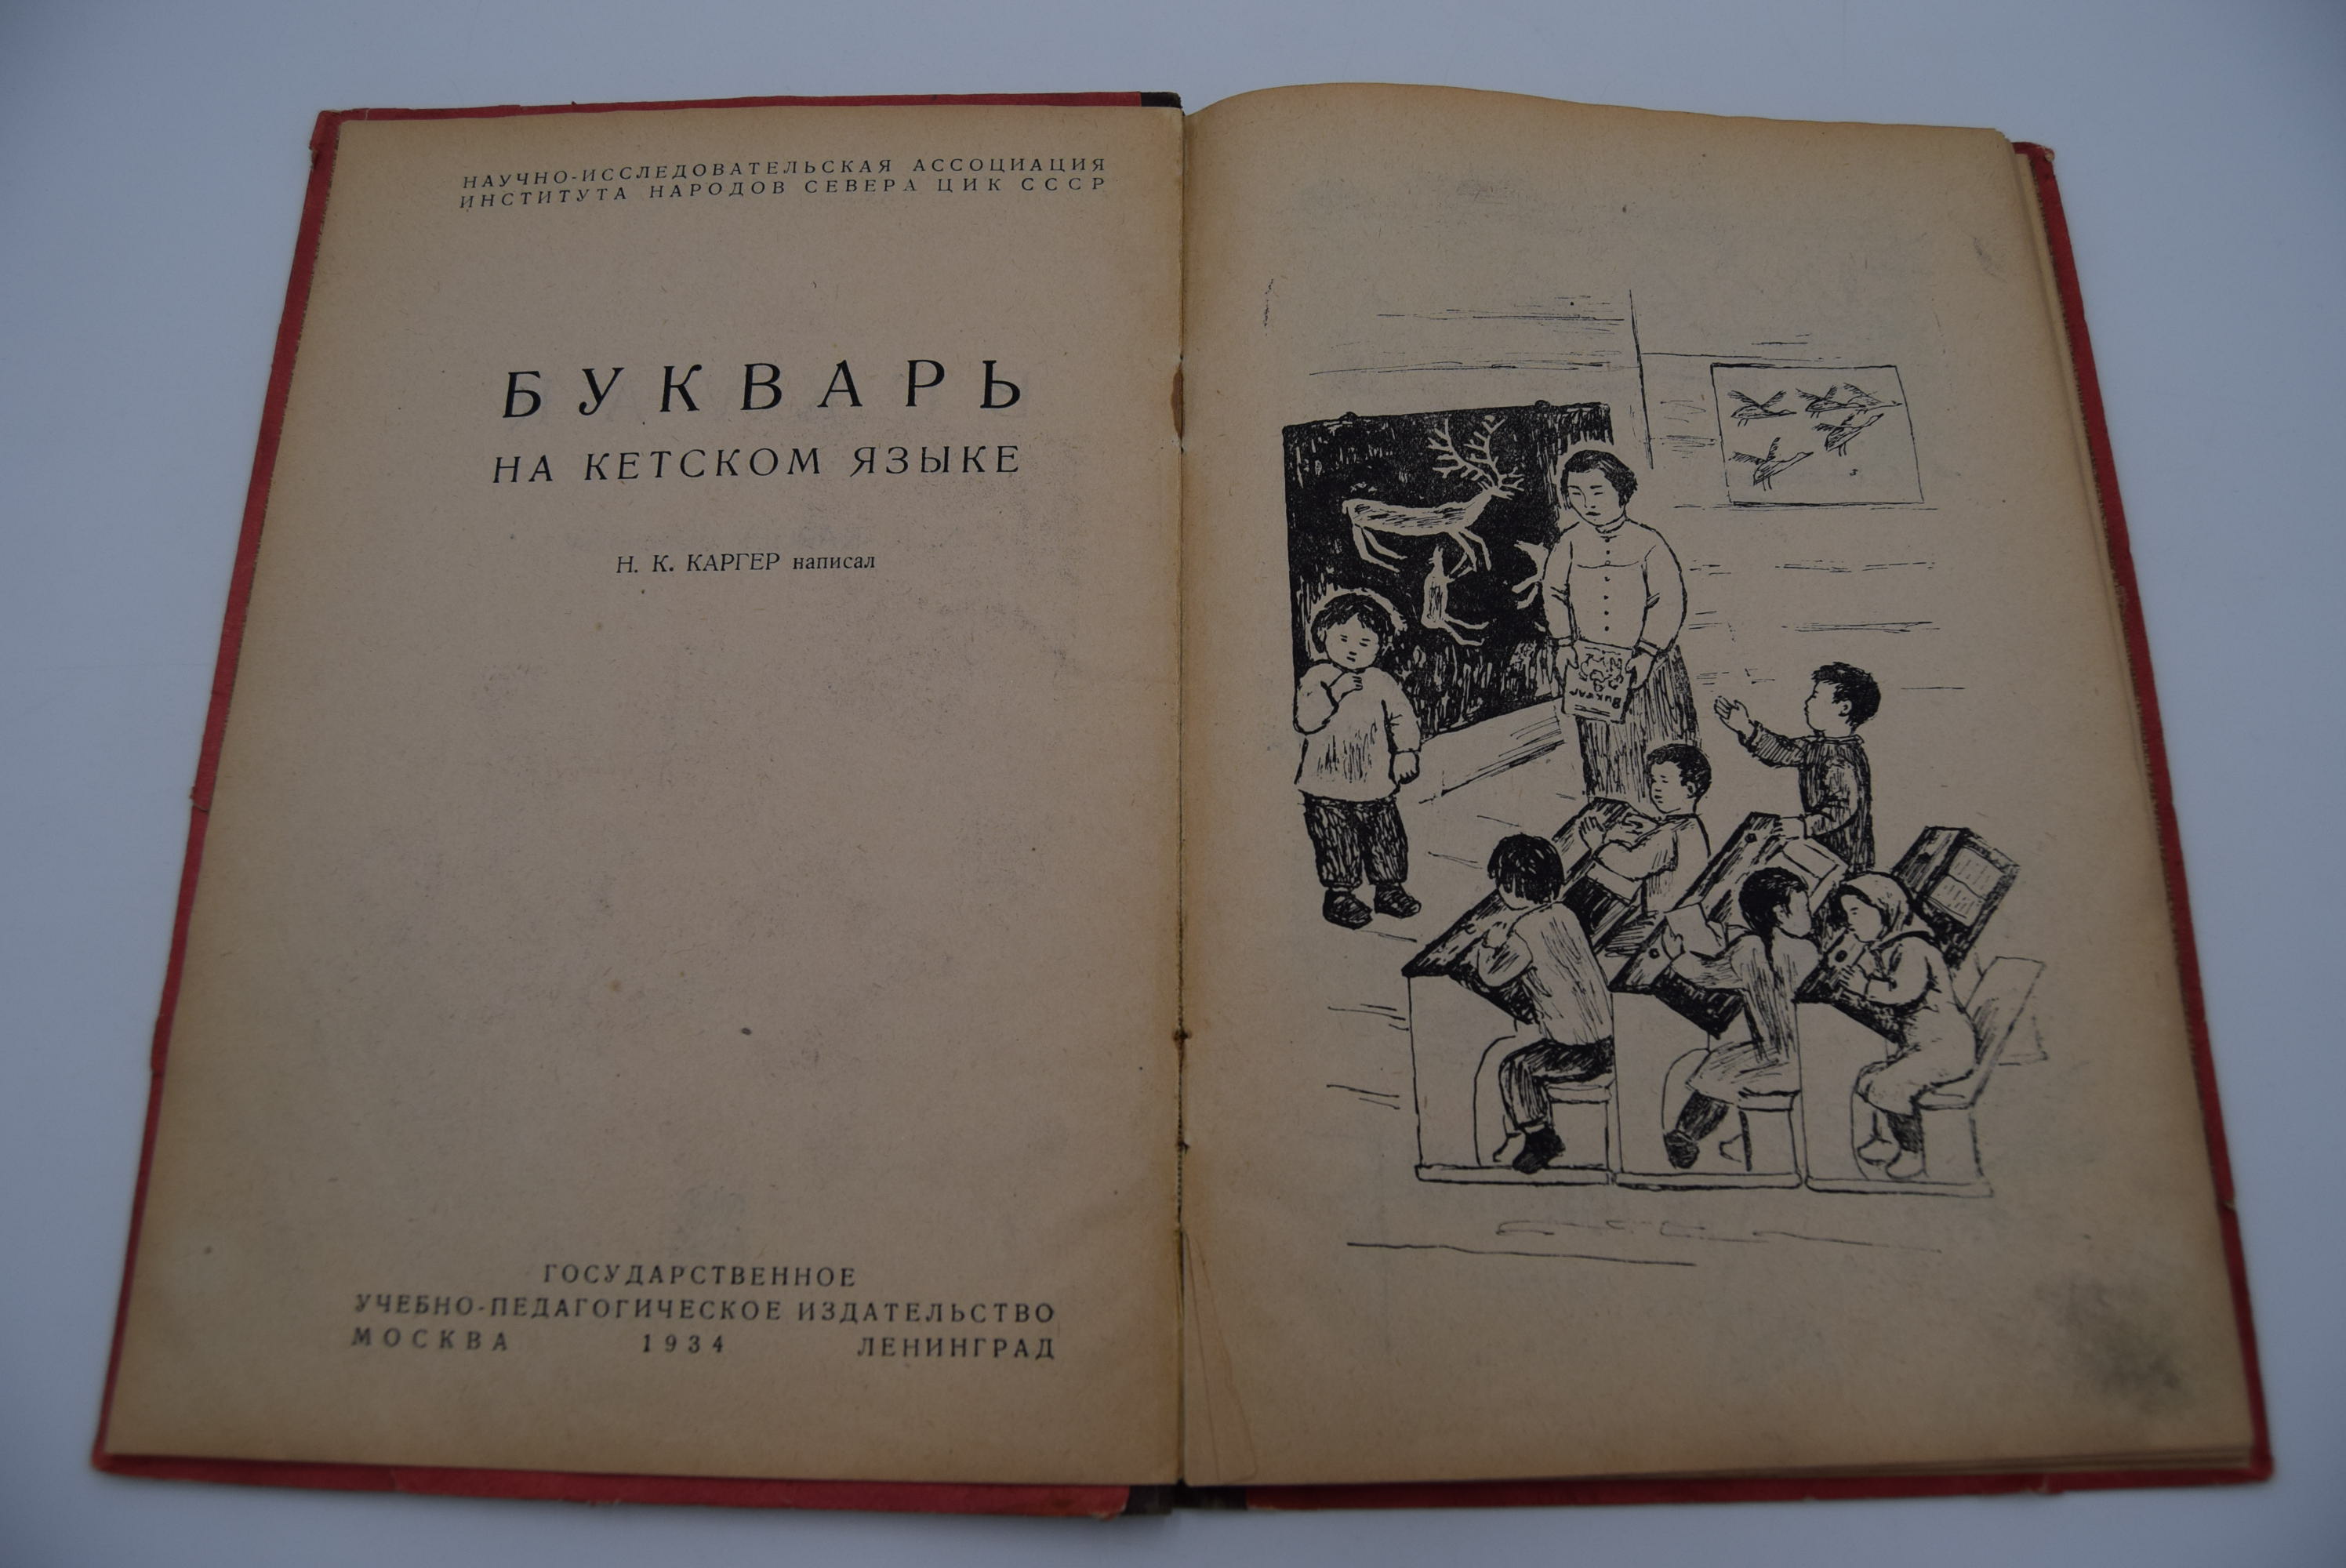 НАУЧНО-ИССЛЕДОВАТЕЛЬСКАЯ АССОЦИАЦИЯ
ИНСТИТУТА НАРОДОВ СЕВЕРА ЦИК СССР
БУКВАРЬ
НА КЕТСКОМ ЯЗЫКЕ
Н. К. КАРГЕР написал
ГОСУДАРСТВЕННОЕ
УЧЕБНО-ПЕДАГОГИЧЕСКОЕ ИЗДАТЕЛЬСТВО
МОСКВА 1934 ЛЕНИНГРАД
Bukvar